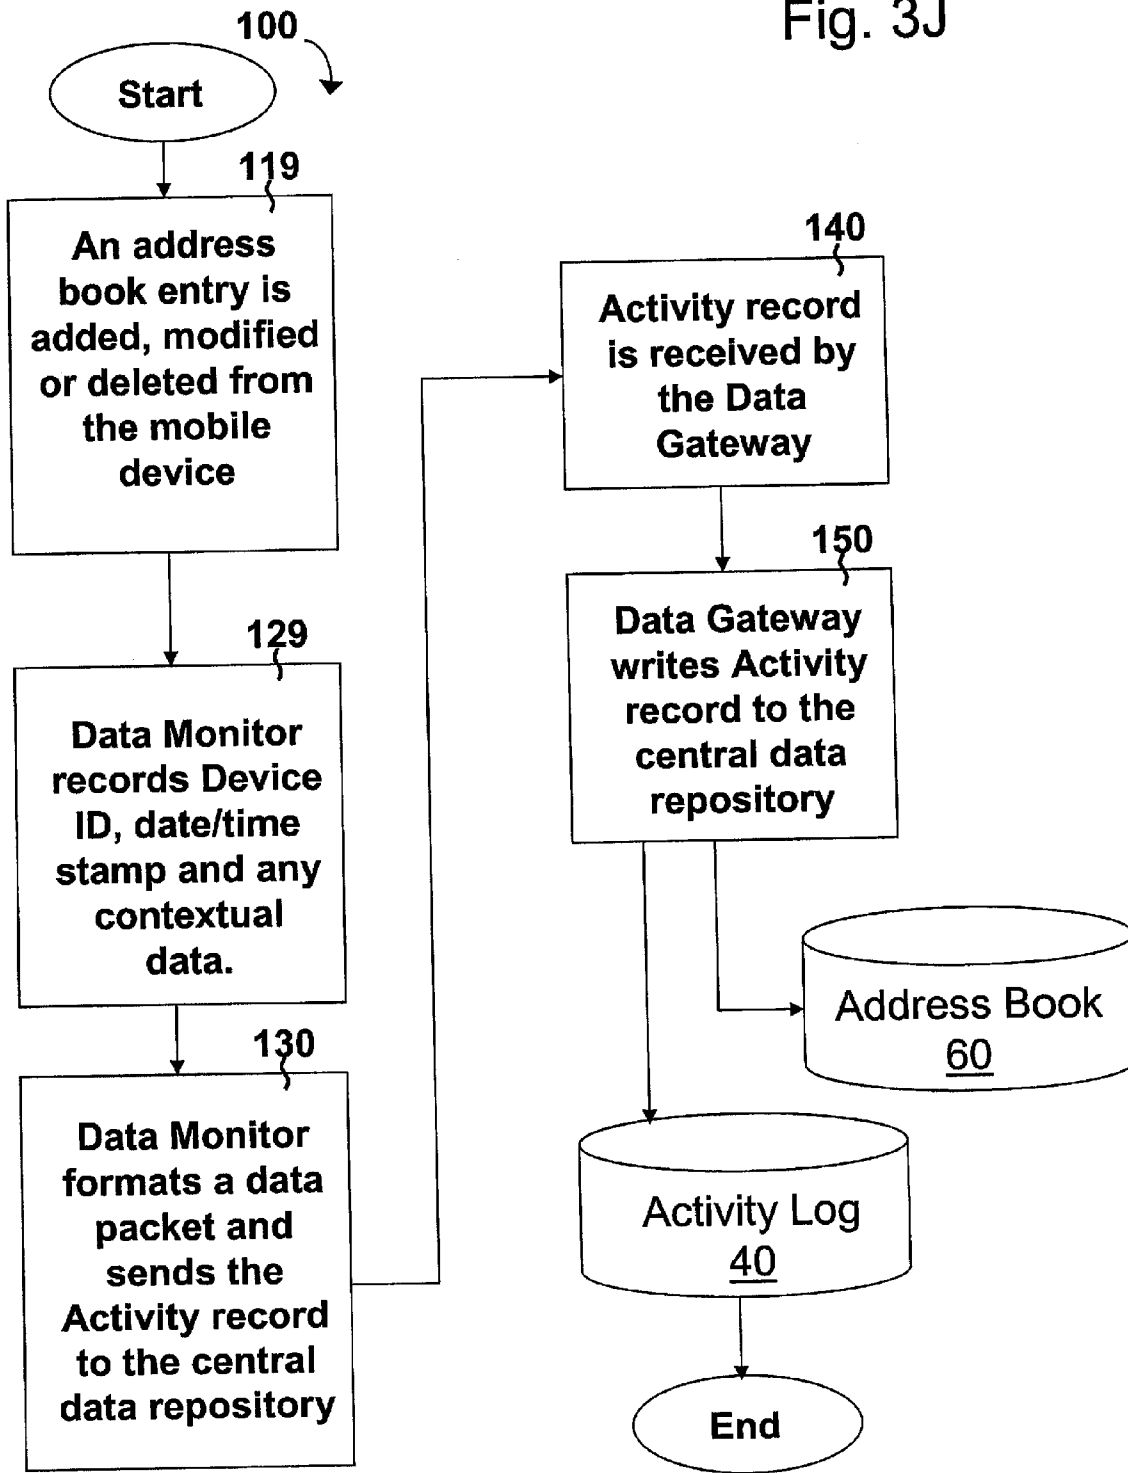 Fig. 3J
100
Start
119
An address
book entry is
added, modified
or deleted from
the mobile
device
129
Data Monitor
records Device
ID, date/time
stamp and any
contextual
data.
130
Data Monitor
formats a data
packet and
sends the
Activity record
to the central
data repository
140
Activity record
is received by
the Data
Gateway
150
Data Gateway
writes Activity
record to the
central data
repository
Address Book
60
Activity Log
40
End